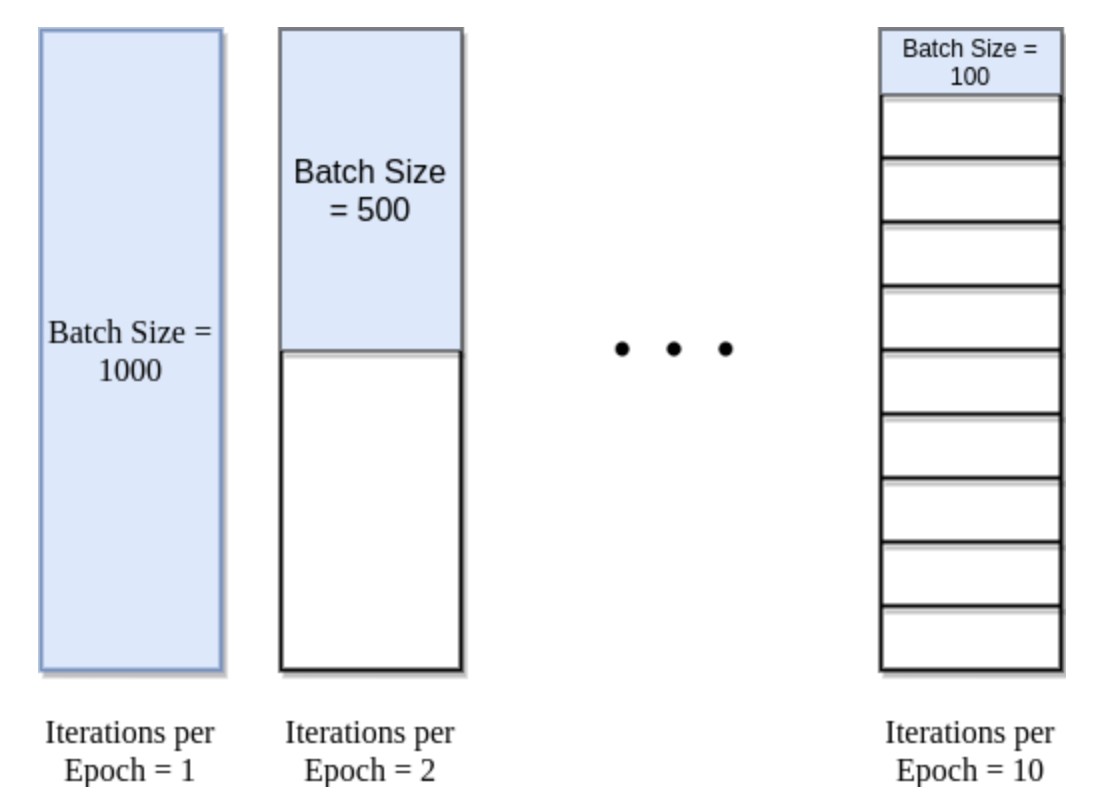 Batch Size =
1000
Iterations per
Epoch = 1
Batch Size
= 500
Iterations per
Epoch = 2
Batch Size =
100
Iterations per
Epoch = 10